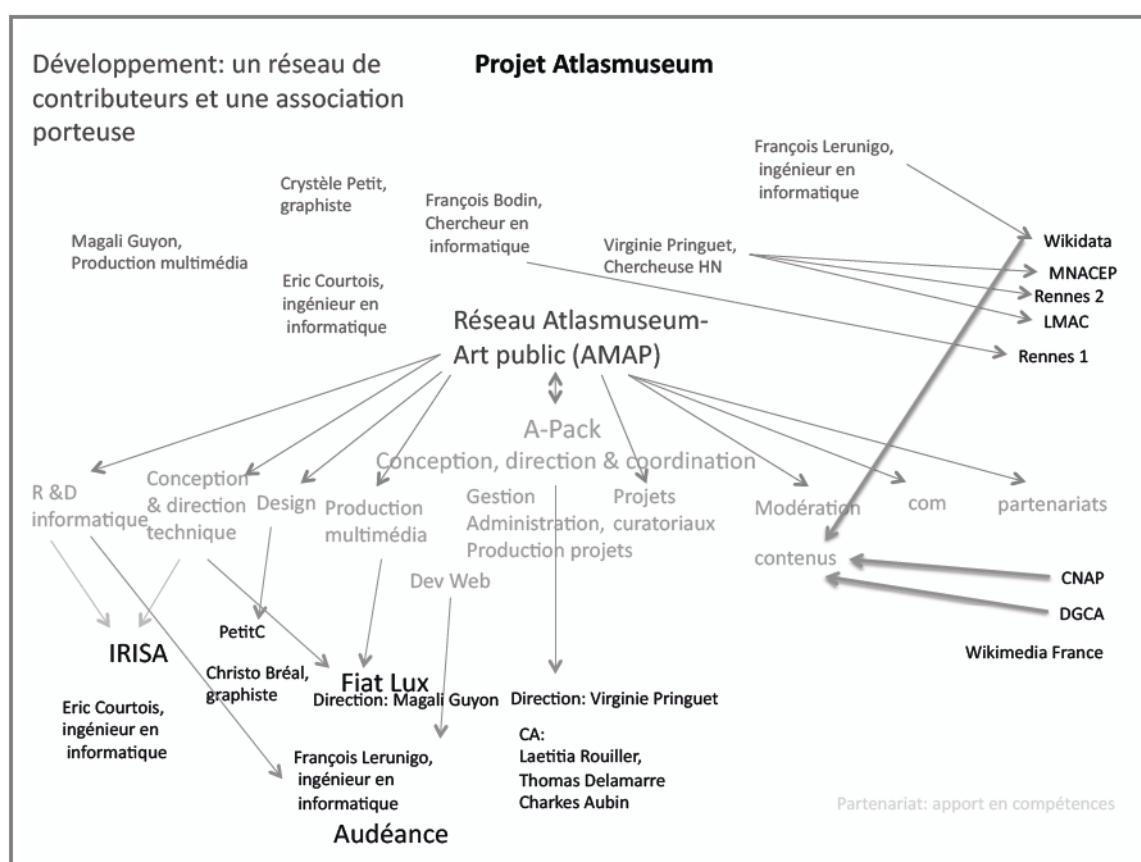 Développement: un réseau de
contributeurs et une association
porteuse
Projet Atlasmuseum
François Lerunigo,
ingénieur en
informatique
Crystèle Petit,
graphiste
François Bodin,
Chercheur en
informatique
Magali Guyon,
Production multimédia
Virginie Pringuet,
Chercheuse HN
Wikidata
MNACEP
Rennes 2
LMAC
Rennes 1
Eric Courtois,
ingénieur en
informatique
Réseau Atlasmuseum-
Art public (AMAP)
A-Pack
Conception, direction & coordination
R &D
informatique
Conception
& direction
technique
Design
Production
multimédia
Gestion
Administration,
Production projets
Projets
curatoriaux
Modération
com
partenariats
contenus
Dev Web
CNAP
DGCA
Wikimedia France
IRISA
PetitC
Christo Bréal,
graphiste
Fiat Lux
Direction: Magali Guyon
Direction: Virginie Pringuet
Eric Courtois,
ingénieur en
informatique
CA:
Laetitia Rouiller,
Thomas Delamarre
Charkes Aubin
François Lerunigo,
ingénieur en
informatique
Audéance
Partenariat: apport en compétences